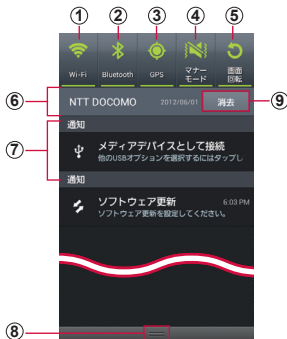 ① ② ③ ④ ⑤
Wi-Fi Bluetooth GPS マナーモード 画面回転
⑥ NTT DOCOMO 2012/06/01 消去 ⑨
通知
⑦ メディアデバイスとして接続
他のUSBオプションを選択するにはタップし
通知
ソフトウェア更新 6:03 PM
ソフトウェア更新を設定してください。
⑧